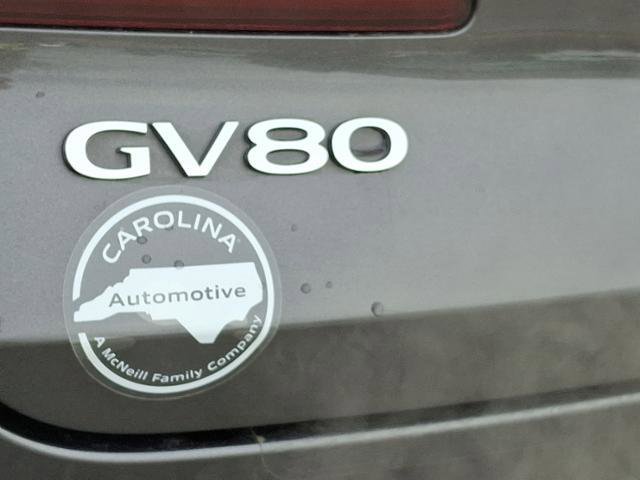 GV80
CAROLINA
Automotive
A McNeill Family Company